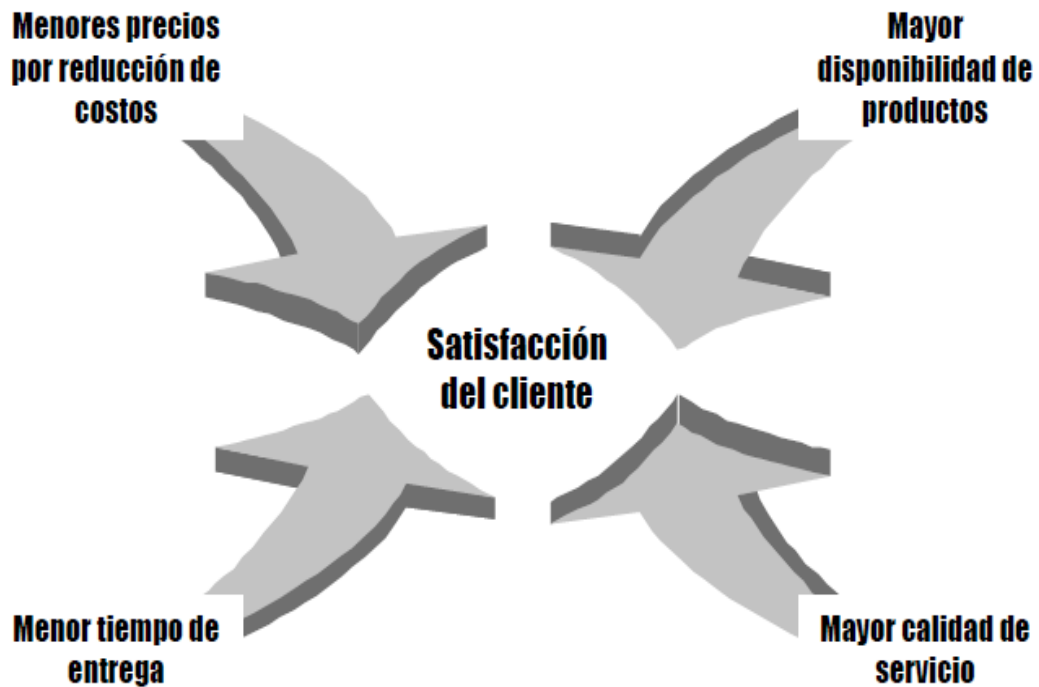 Menores precios
por reducción de
costos
Mayor
disponibilidad de
productos
Satisfacción
del cliente
Menor tiempo de
entrega
Mayor calidad de
servicio